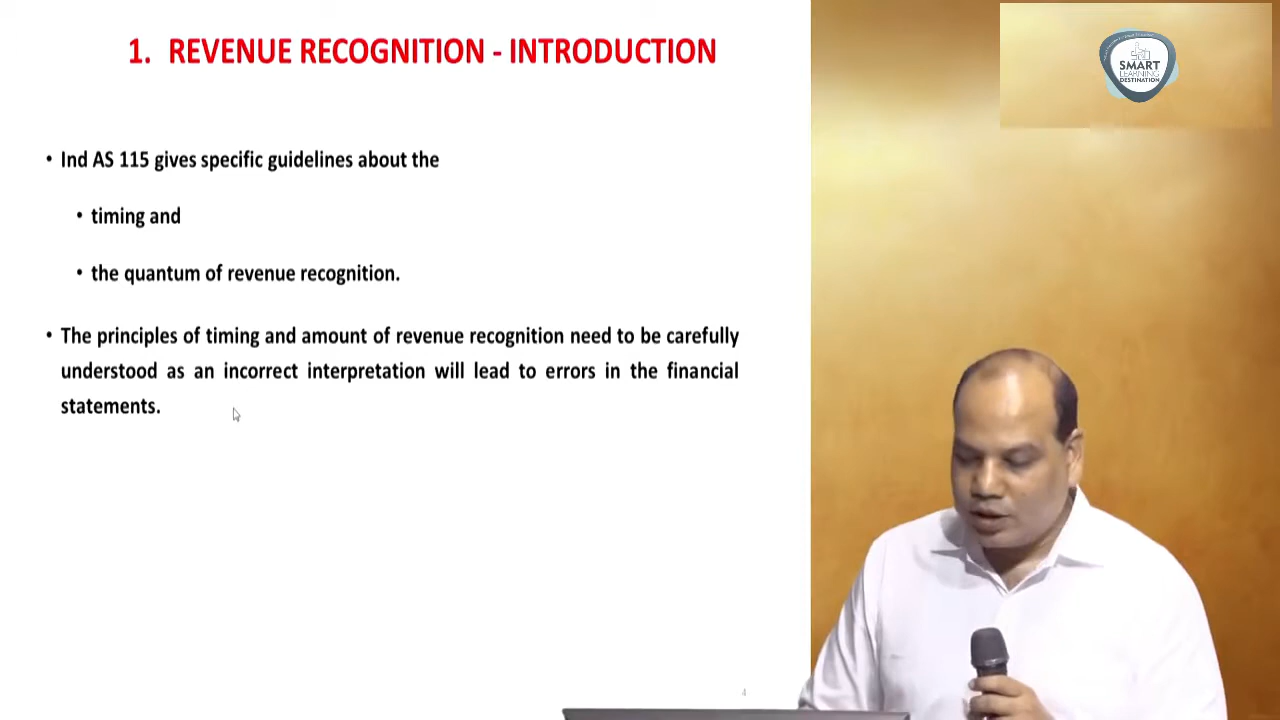 1. REVENUE RECOGNITION - INTRODUCTION
• Ind AS 115 gives specific guidelines about the
• timing and
• the quantum of revenue recognition.
• The principles of timing and amount of revenue recognition need to be carefully
understood as an incorrect interpretation will lead to errors in the financial
statements.
4
SMART
LEARNING
DESTINATION